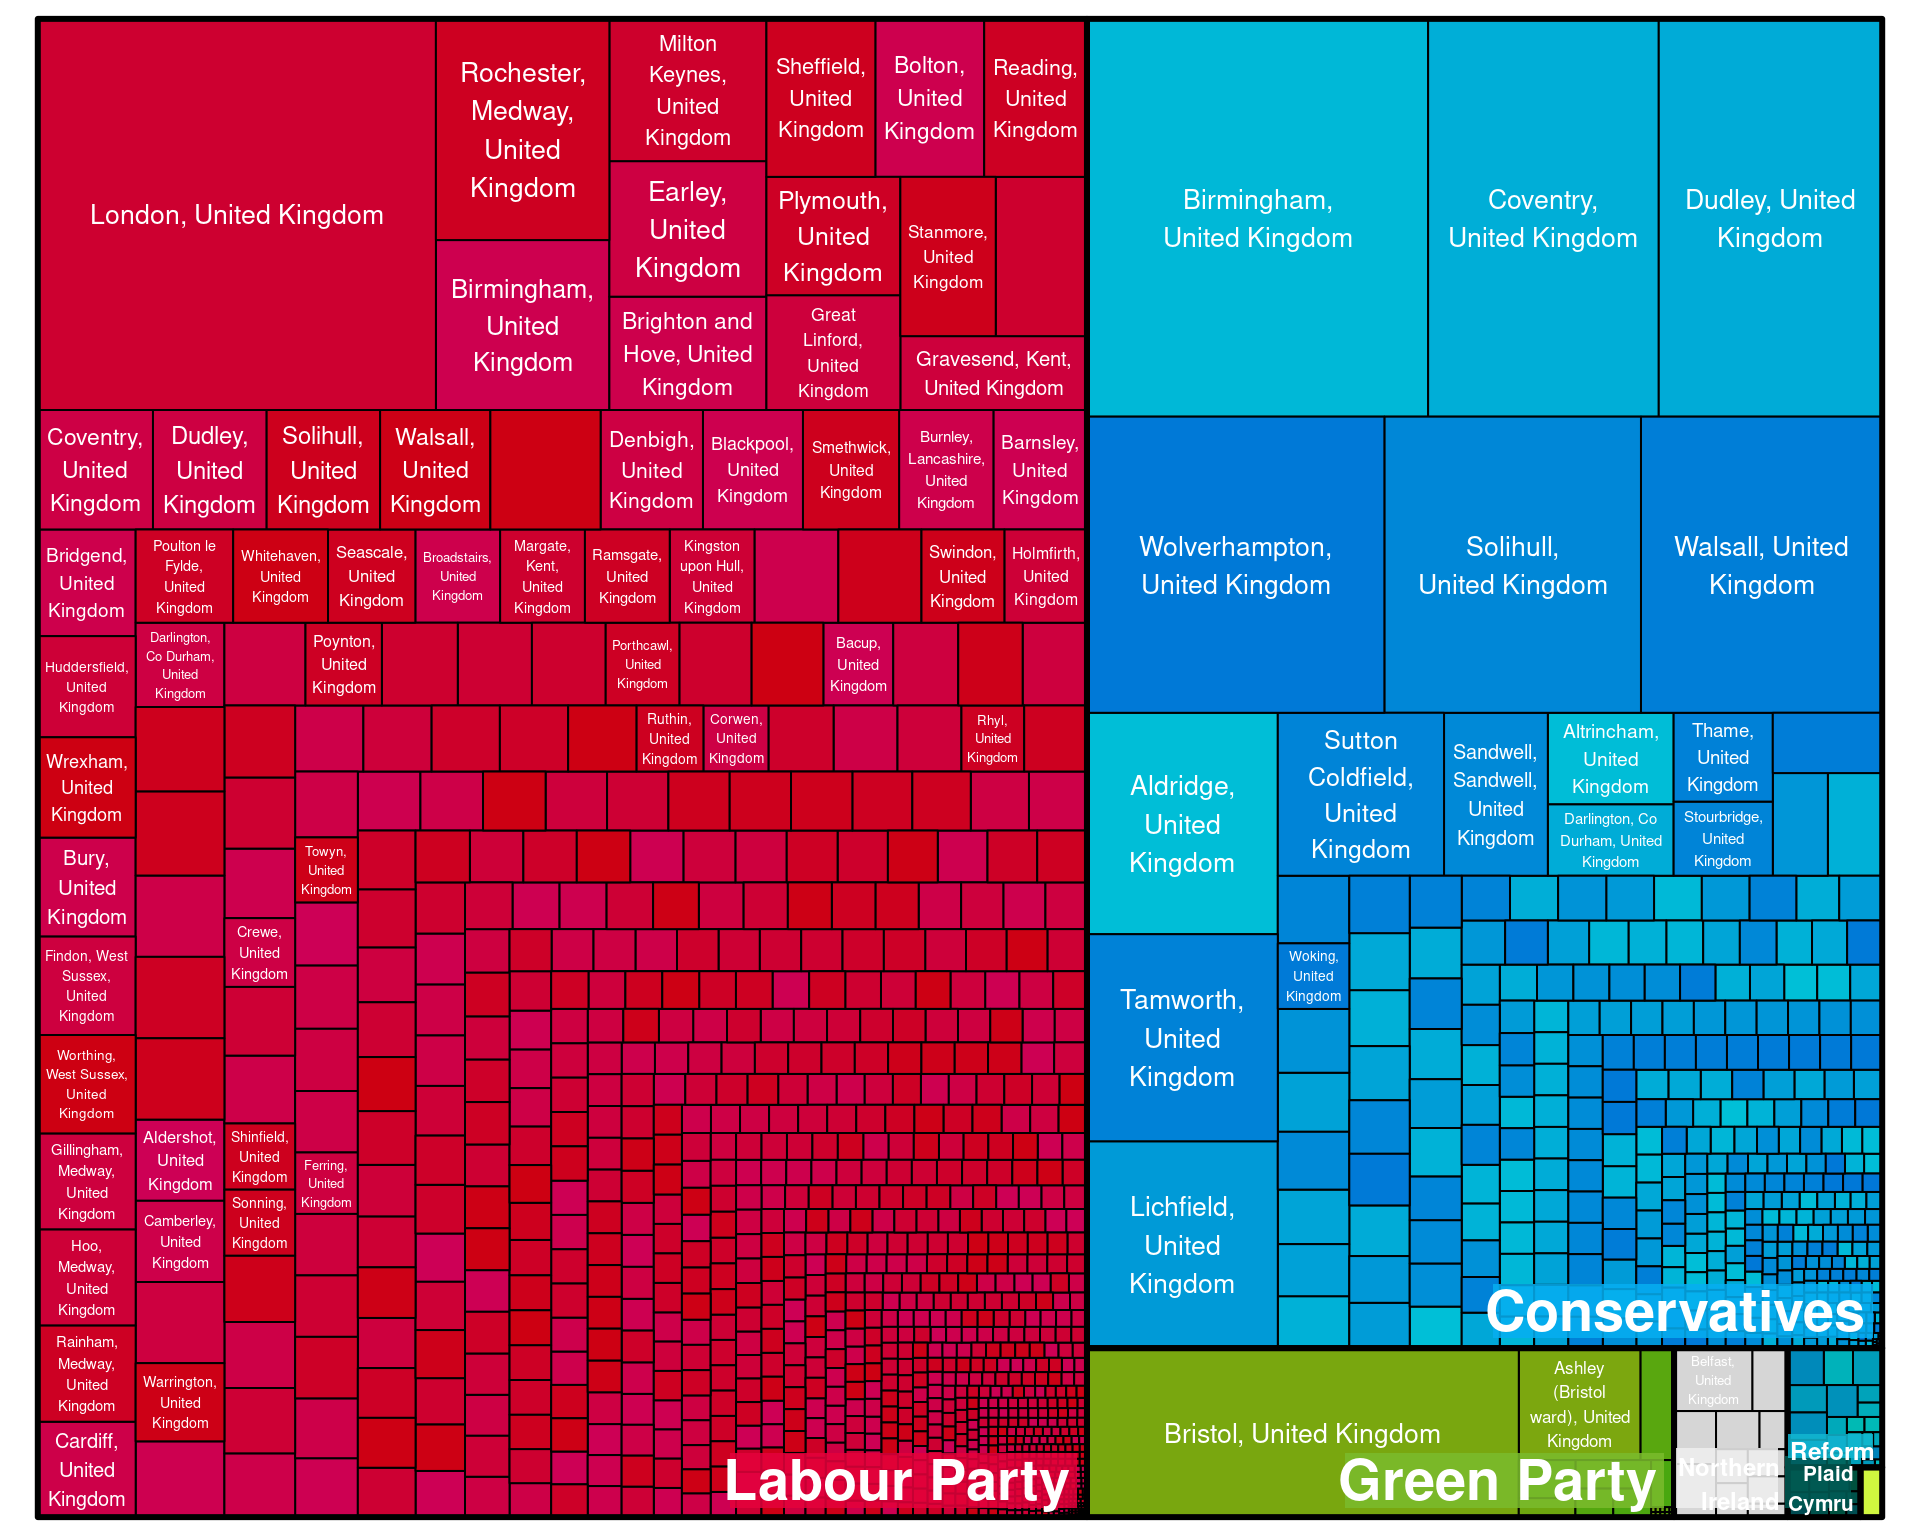 London, United Kingdom
Rochester,
Medway,
United
Kingdom
Birmingham,
United
Kingdom
Milton
Keynes,
United
Kingdom
Earley,
United
Kingdom
Brighton and
Hove, United
Kingdom
Sheffield,
United
Kingdom
Bolton,
United
Kingdom
Reading,
United
Kingdom
Plymouth,
United
Kingdom
Stanmore,
United
Kingdom
Great
Linford,
United
Kingdom
Gravesend, Kent,
United Kingdom
Coventry,
United
Kingdom
Dudley,
United
Kingdom
Solihull,
United
Kingdom
Walsall,
United
Kingdom
Denbigh,
United
Kingdom
Blackpool,
United
Kingdom
Smethwick,
United
Kingdom
Burnley,
Lancashire,
United
Kingdom
Barnsley,
United
Kingdom
Bridgend,
United
Kingdom
Poulton le
Fylde,
United
Kingdom
Whitehaven,
United
Kingdom
Seascale,
United
Kingdom
Broadstairs,
United
Kingdom
Margate,
Kent,
United
Kingdom
Ramsgate,
United
Kingdom
Kingston
upon Hull,
United
Kingdom
Swindon,
United
Kingdom
Holmfirth,
United
Kingdom
Huddersfield,
United
Kingdom
Darlington,
Co Durham,
United
Kingdom
Poynton,
United
Kingdom
Porthcawl,
United
Kingdom
Bacup,
United
Kingdom
Ruthin,
United
Kingdom
Corwen,
United
Kingdom
Rhyl,
United
Kingdom
Wrexham,
United
Kingdom
Bury,
United
Kingdom
Towyn,
United
Kingdom
Crewe,
United
Kingdom
Findon, West
Sussex,
United
Kingdom
Worthing,
West Sussex,
United
Kingdom
Gillingham,
Medway,
United
Kingdom
Aldershot,
United
Kingdom
Shinfield,
United
Kingdom
Ferring,
United
Kingdom
Sonning,
United
Kingdom
Camberley,
United
Kingdom
Hoo,
Medway,
United
Kingdom
Rainham,
Medway,
United
Kingdom
Warrington,
United
Kingdom
Cardiff,
United
Kingdom
Labour Party
Birmingham,
United Kingdom
Coventry,
United Kingdom
Dudley, United
Kingdom
Wolverhampton,
United Kingdom
Solihull,
United Kingdom
Walsall, United
Kingdom
Aldridge,
United
Kingdom
Sutton
Coldfield,
United
Kingdom
Sandwell,
Sandwell,
United
Kingdom
Altrincham,
United
Kingdom
Thame,
United
Kingdom
Darlington, Co
Durham, United
Kingdom
Stourbridge,
United
Kingdom
Woking,
United
Kingdom
Tamworth,
United
Kingdom
Lichfield,
United
Kingdom
Conservatives
Bristol, United Kingdom
Ashley
(Bristol
ward), United
Kingdom
Green Party
Belfast,
United
Kingdom
Northern
Ireland
Reform
Plaid
Cymru